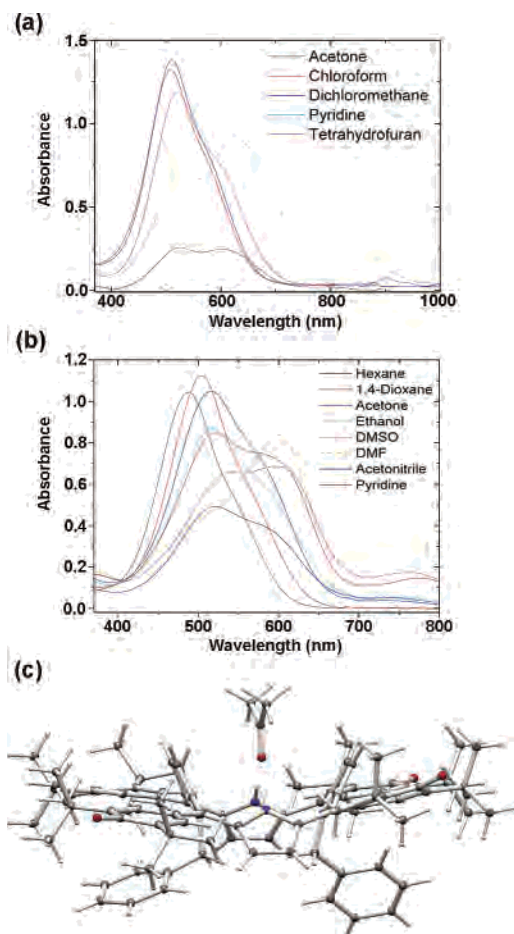 (a)
1.5
1.0
0.5
0.0
Absorbance
Acetone
Chloroform
Dichloromethane
Pyridine
Tetrahydrofuran
400 600 800 1000
Wavelength (nm)
(b)
1.2
1.0
0.8
0.6
0.4
0.2
0.0
Absorbance
Hexane
1,4-Dioxane
Acetone
Ethanol
DMSO
DMF
Acetonitrile
Pyridine
400 500 600 700 800
Wavelength (nm)
(c)